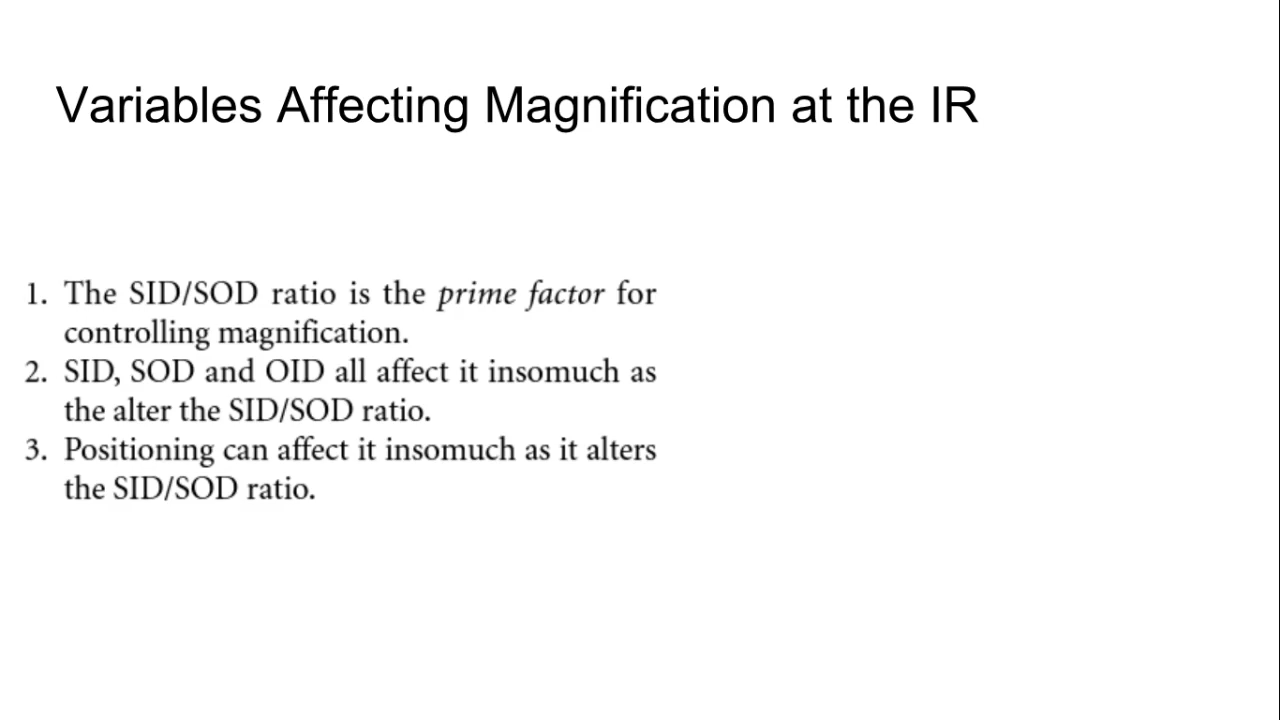 Variables Affecting Magnification at the IR
1. The SID/SOD ratio is the prime factor for
controlling magnification.
2. SID, SOD and OID all affect it insomuch as
the alter the SID/SOD ratio.
3. Positioning can affect it insomuch as it alters
the SID/SOD ratio.